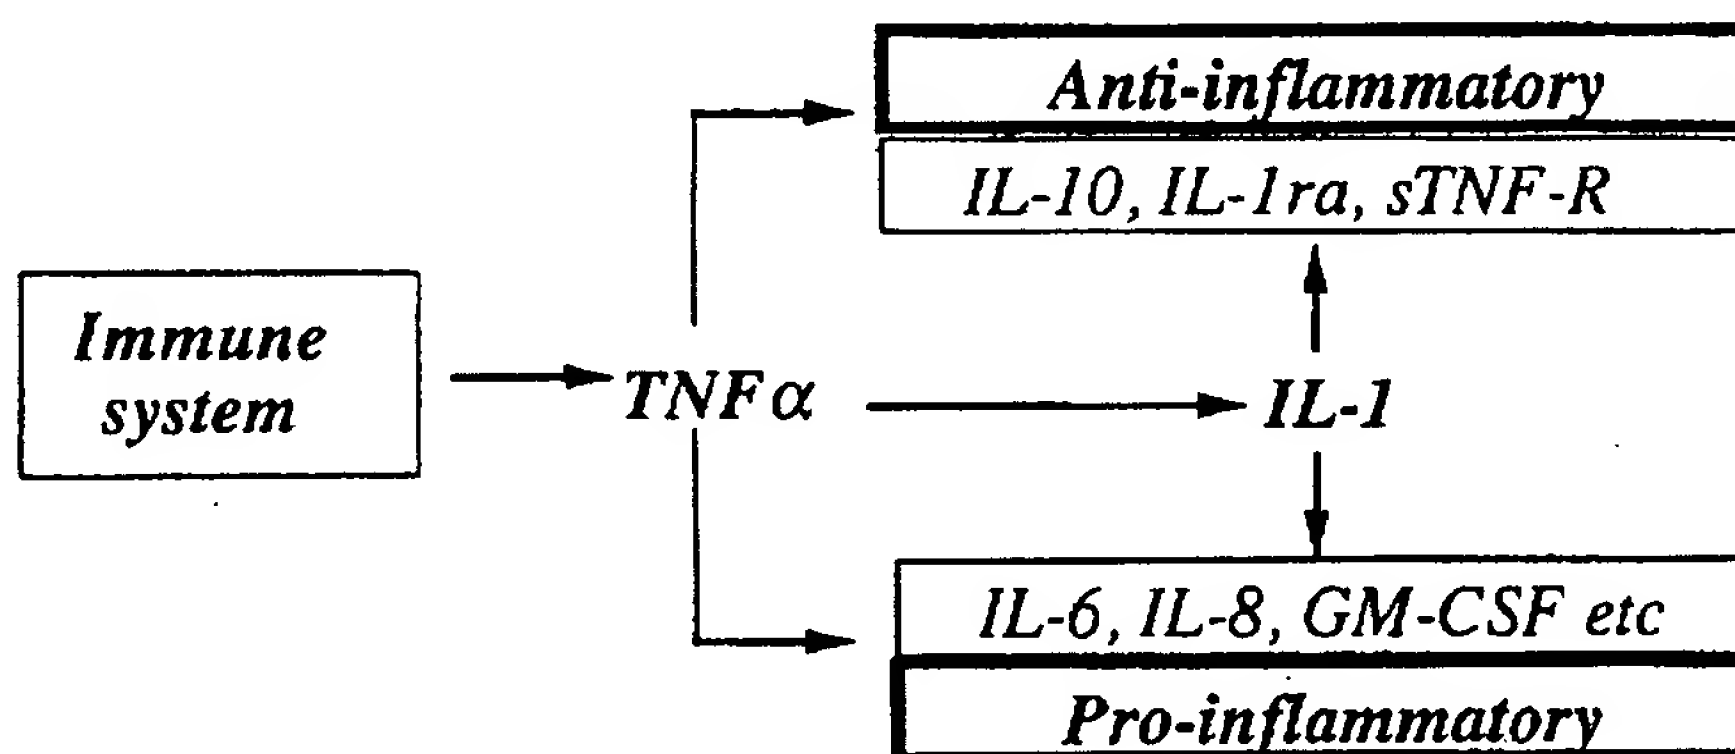 Anti-inflammatory
IL-10, IL-1ra, sTNF-R
Immune
system
TNFα
IL-1
IL-6, IL-8, GM-CSF etc
Pro-inflammatory